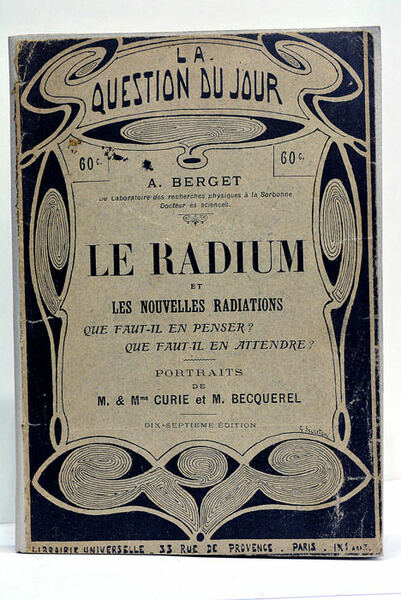 LA
QUESTION DU JOUR
60 c.
60 c.
A. BERGET
Du Laboratoire des recherches physiques à la Sorbonne
Docteur ès sciences.
LE RADIUM
ET
LES NOUVELLES RADIATIONS
QUE FAUT-IL EN PENSER ?
QUE FAUT-IL EN ATTENDRE ?
PORTRAITS
DE
M. & Mme CURIE et M. BECQUEREL
DIX-SEPTIÈME ÉDITION
LIBRAIRIE UNIVERSELLE . 33 RUE DE PROVENCE . PARIS .